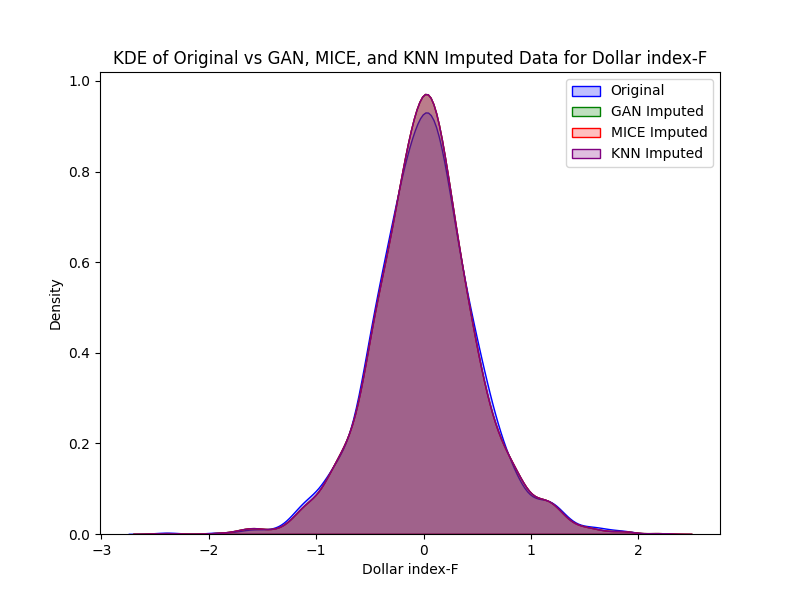 KDE of Original vs GAN, MICE, and KNN Imputed Data for Dollar index-F
Original
GAN Imputed
MICE Imputed
KNN Imputed
1.0
0.8
0.6
0.4
0.2
0.0
Density
−3 −2 −1 0 1 2
Dollar index-F